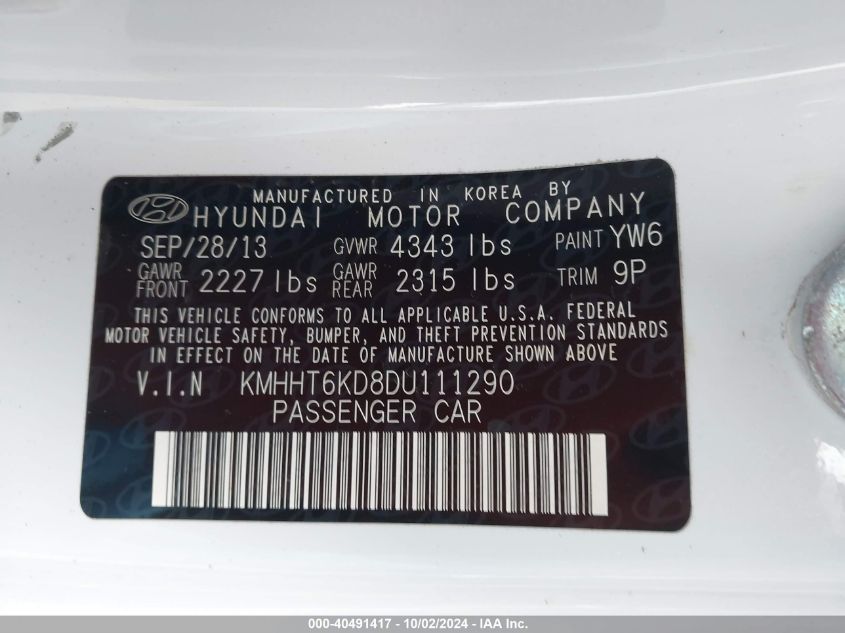 MANUFACTURED IN KOREA BY
HYUNDAI MOTOR COMPANY
SEP/28/13 GVWR 4343 lbs PAINT YW6
GAWR FRONT 2227 lbs GAWR REAR 2315 lbs TRIM 9P
THIS VEHICLE CONFORMS TO ALL APPLICABLE U.S.A. FEDERAL
MOTOR VEHICLE SAFETY, BUMPER, AND THEFT PREVENTION STANDARDS
IN EFFECT ON THE DATE OF MANUFACTURE SHOWN ABOVE
V.I.N KMHHT6KD8DU111290
PASSENGER CAR
000-40491417 - 10/02/2024 - IAA Inc.